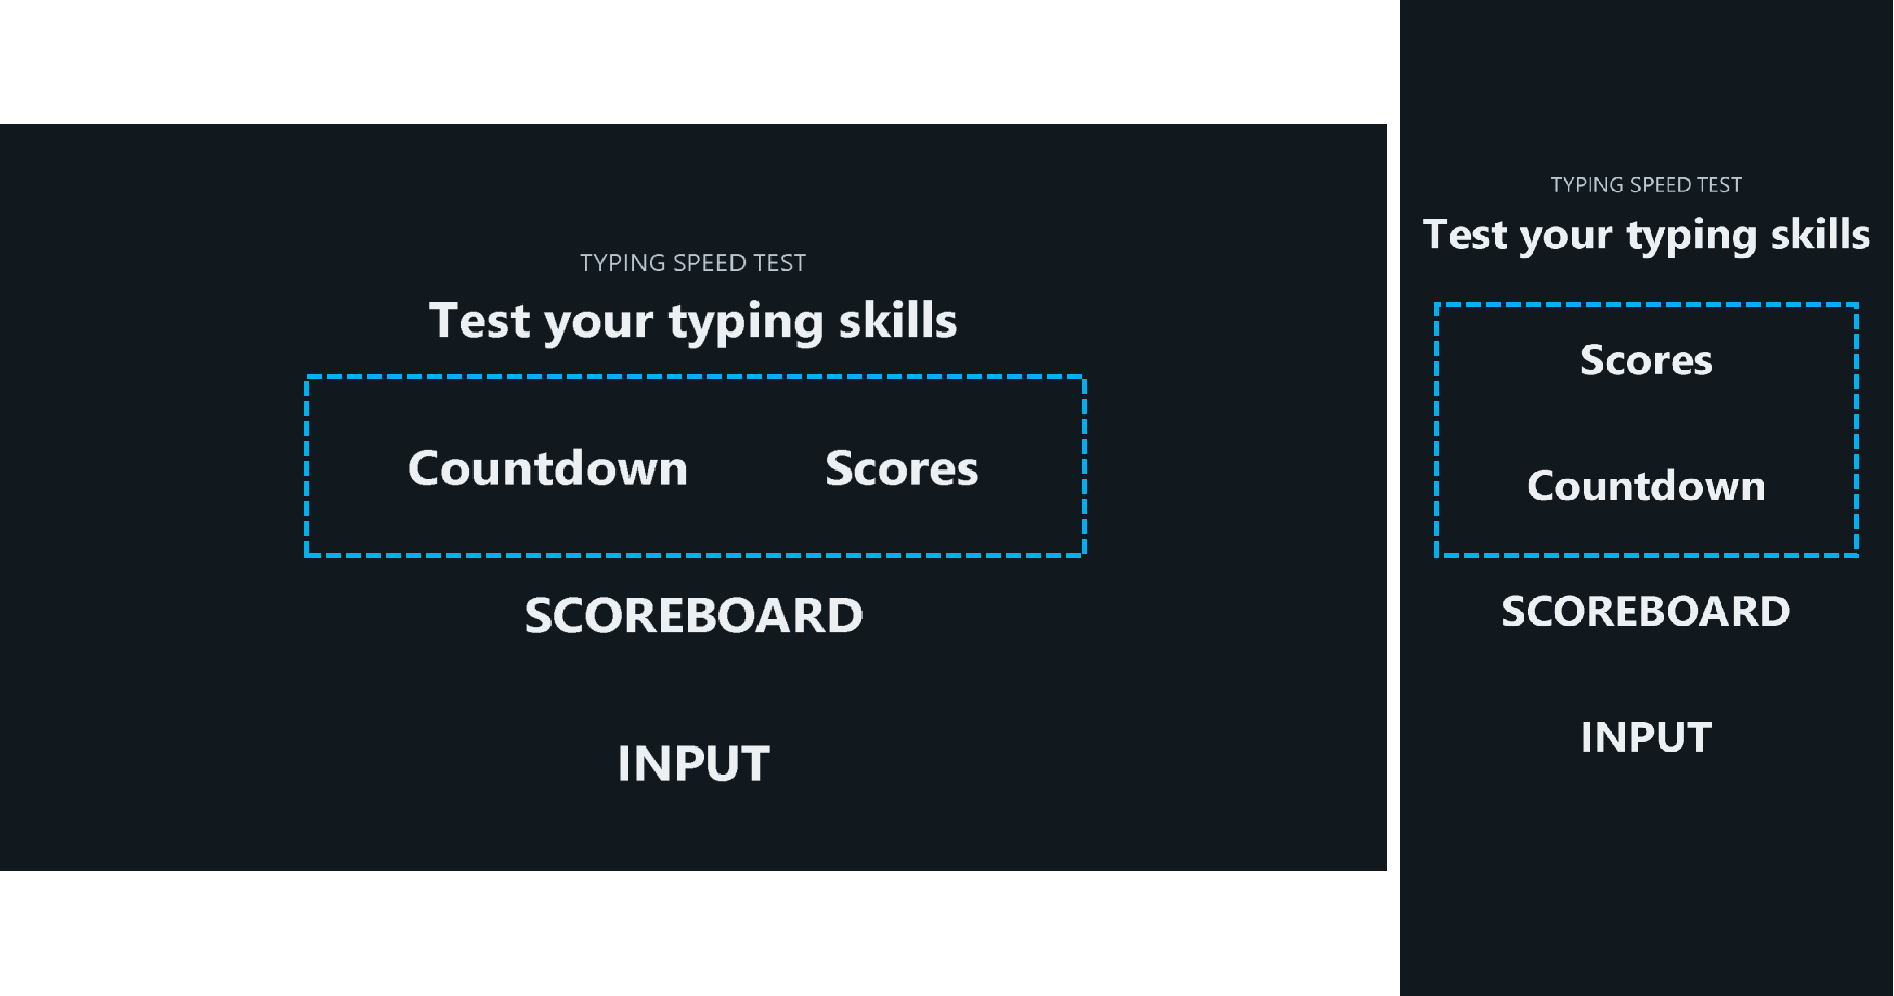 TYPING SPEED TEST
Test your typing skills
Countdown Scores
SCOREBOARD
INPUT
TYPING SPEED TEST
Test your typing skills
Scores
Countdown
SCOREBOARD
INPUT